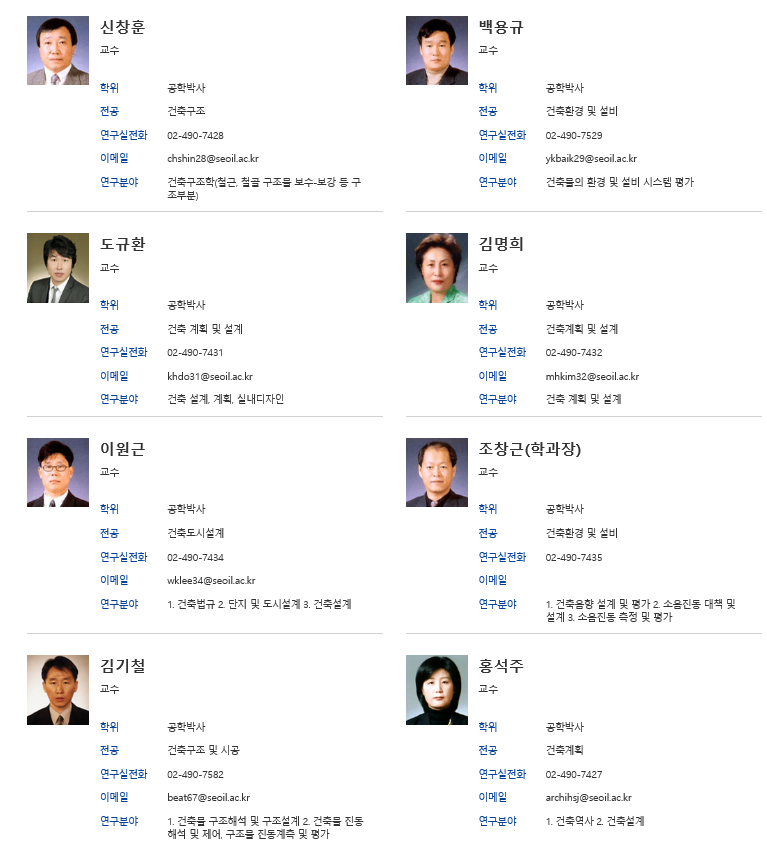 신창훈
교수
학위 공학박사
전공 건축구조
연구실전화 02-490-7428
이메일 chshin28@seoil.ac.kr
연구분야 건축구조학(철근, 철골 구조물 보수-보강 등 구
조부분)
백용규
교수
학위 공학박사
전공 건축환경 및 설비
연구실전화 02-490-7529
이메일 ykbaik29@seoil.ac.kr
연구분야 건축물의 환경 및 설비 시스템 평가
도규환
교수
학위 공학박사
전공 건축 계획 및 설계
연구실전화 02-490-7431
이메일 khdo31@seoil.ac.kr
연구분야 건축 설계, 계획, 실내디자인
김명희
교수
학위 공학박사
전공 건축계획 및 설계
연구실전화 02-490-7432
이메일 mhkim32@seoil.ac.kr
연구분야 건축 계획 및 설계
이원근
교수
학위 공학박사
전공 건축도시설계
연구실전화 02-490-7434
이메일 wklee34@seoil.ac.kr
연구분야 1. 건축법규 2. 단지 및 도시설계 3. 건축설계
조창근(학과장)
교수
학위 공학박사
전공 건축환경 및 설비
연구실전화 02-490-7435
이메일
연구분야 1. 건축음향 설계 및 평가 2. 소음진동 대책 및
설계 3. 소음진동 측정 및 평가
김기철
교수
학위 공학박사
전공 건축구조 및 시공
연구실전화 02-490-7582
이메일 beat67@seoil.ac.kr
연구분야 1. 건축물 구조해석 및 구조설계 2. 건축물 진동
해석 및 제어, 구조물 진동계측 및 평가
홍석주
교수
학위 공학박사
전공 건축계획
연구실전화 02-490-7427
이메일 archihsj@seoil.ac.kr
연구분야 1. 건축역사 2. 건축설계